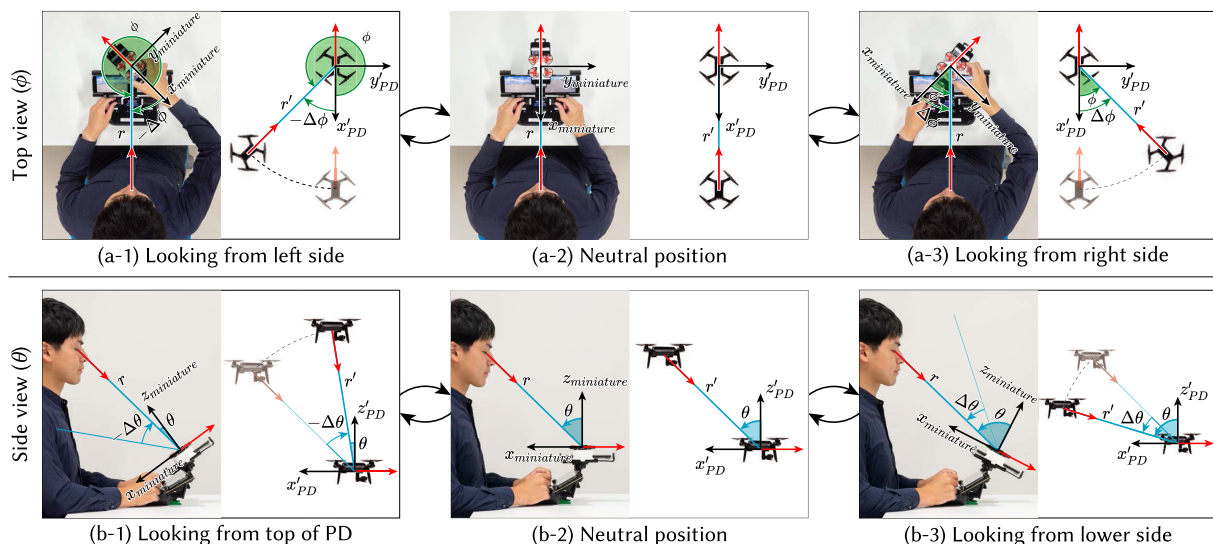 Top view (ϕ)
ϕ
y_miniature
x_miniature
−Δϕ
r
ϕ
y′_PD
r′
−Δϕ
x′_PD
y_miniature
x_miniature
r
y′_PD
r′
x′_PD
x_miniature
ϕ
Δϕ
y_miniature
r
y′_PD
ϕ
Δϕ
x′_PD
r′
(a-1) Looking from left side
(a-2) Neutral position
(a-3) Looking from right side
Side view (θ)
r
z_miniature
−Δθ
θ
x_miniature
r′
z′_PD
−Δθ
θ
x′_PD
r
z_miniature
θ
x_miniature
r′
z′_PD
θ
x′_PD
r
z_miniature
Δθ
θ
x_miniature
z′_PD
r′
Δθ
θ
x′_PD
(b-1) Looking from top of PD
(b-2) Neutral position
(b-3) Looking from lower side